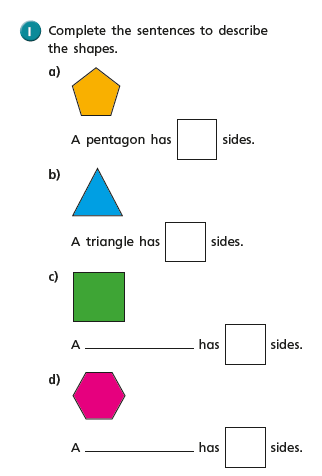 1 Complete the sentences to describe
the shapes.
a)
A pentagon has sides.
b)
A triangle has sides.
c)
A has sides.
d)
A has sides.